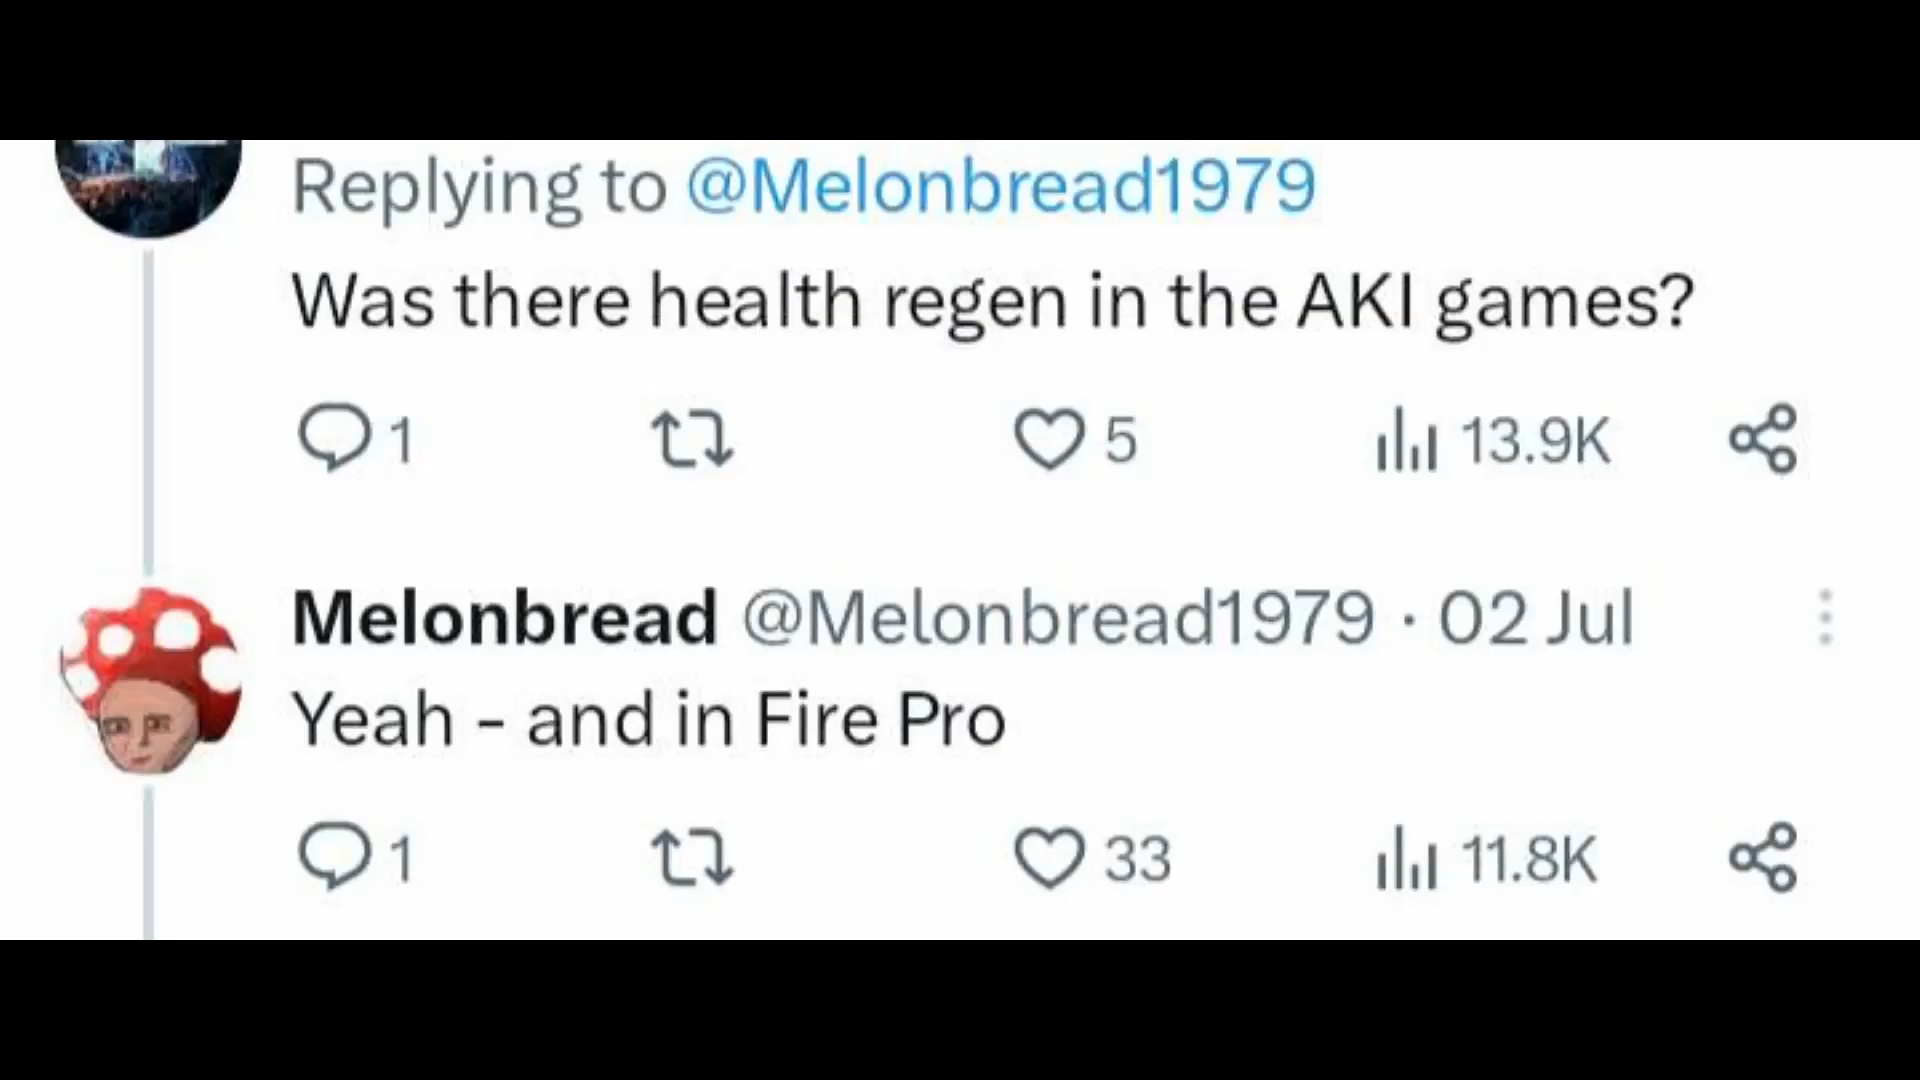 Replying to @Melonbread1979
Was there health regen in the AKI games?
1 5 13.9K
Melonbread @Melonbread1979 · 02 Jul
Yeah - and in Fire Pro
1 33 11.8K